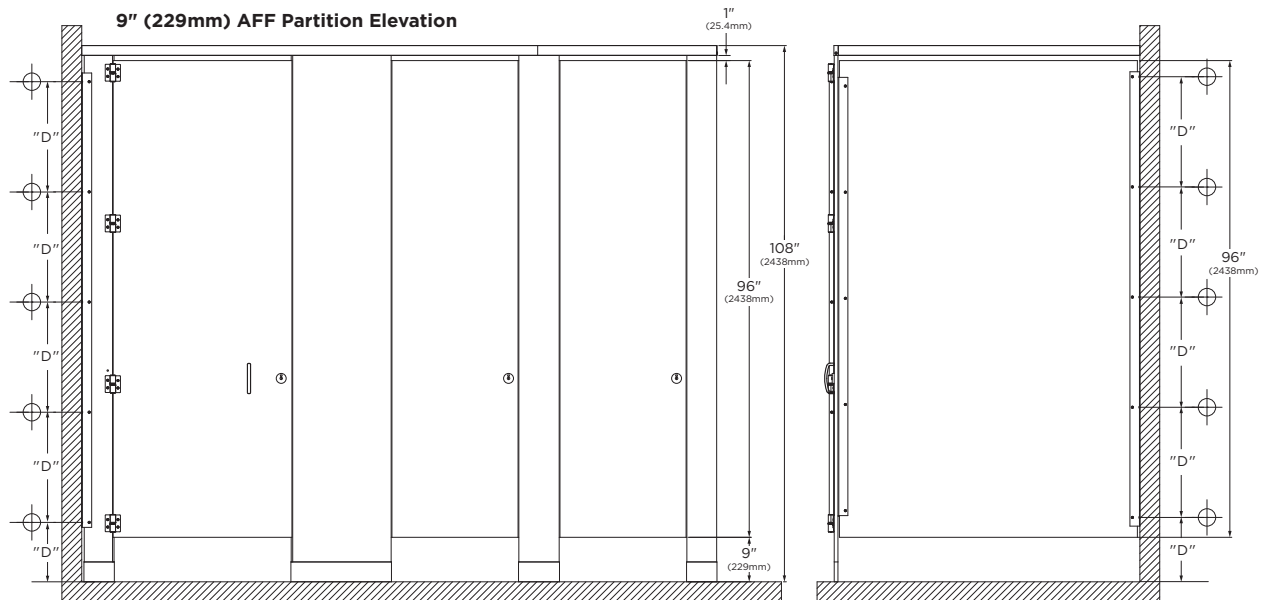 9" (229mm) AFF Partition Elevation
1"
(25.4mm)
"D"
"D"
"D"
"D"
"D"
108"
(2438mm)
96"
(2438mm)
9"
(229mm)
"D"
"D"
"D"
"D"
"D"
96"
(2438mm)